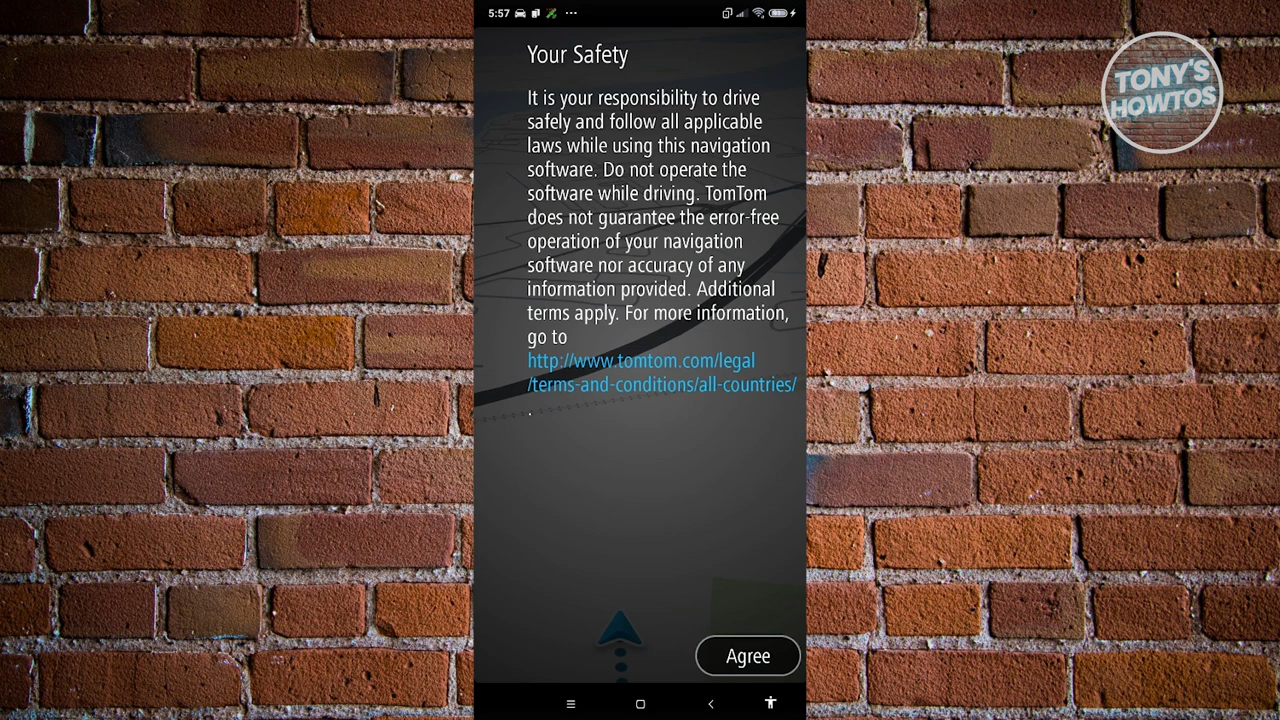 5:57
Your Safety
It is your responsibility to drive
safely and follow all applicable
laws while using this navigation
software. Do not operate the
software while driving. TomTom
does not guarantee the error-free
operation of your navigation
software nor accuracy of any
information provided. Additional
terms apply. For more information,
go to
http://www.tomtom.com/legal
/terms-and-conditions/all-countries/
.
Agree
TONY'S
HOWTOS